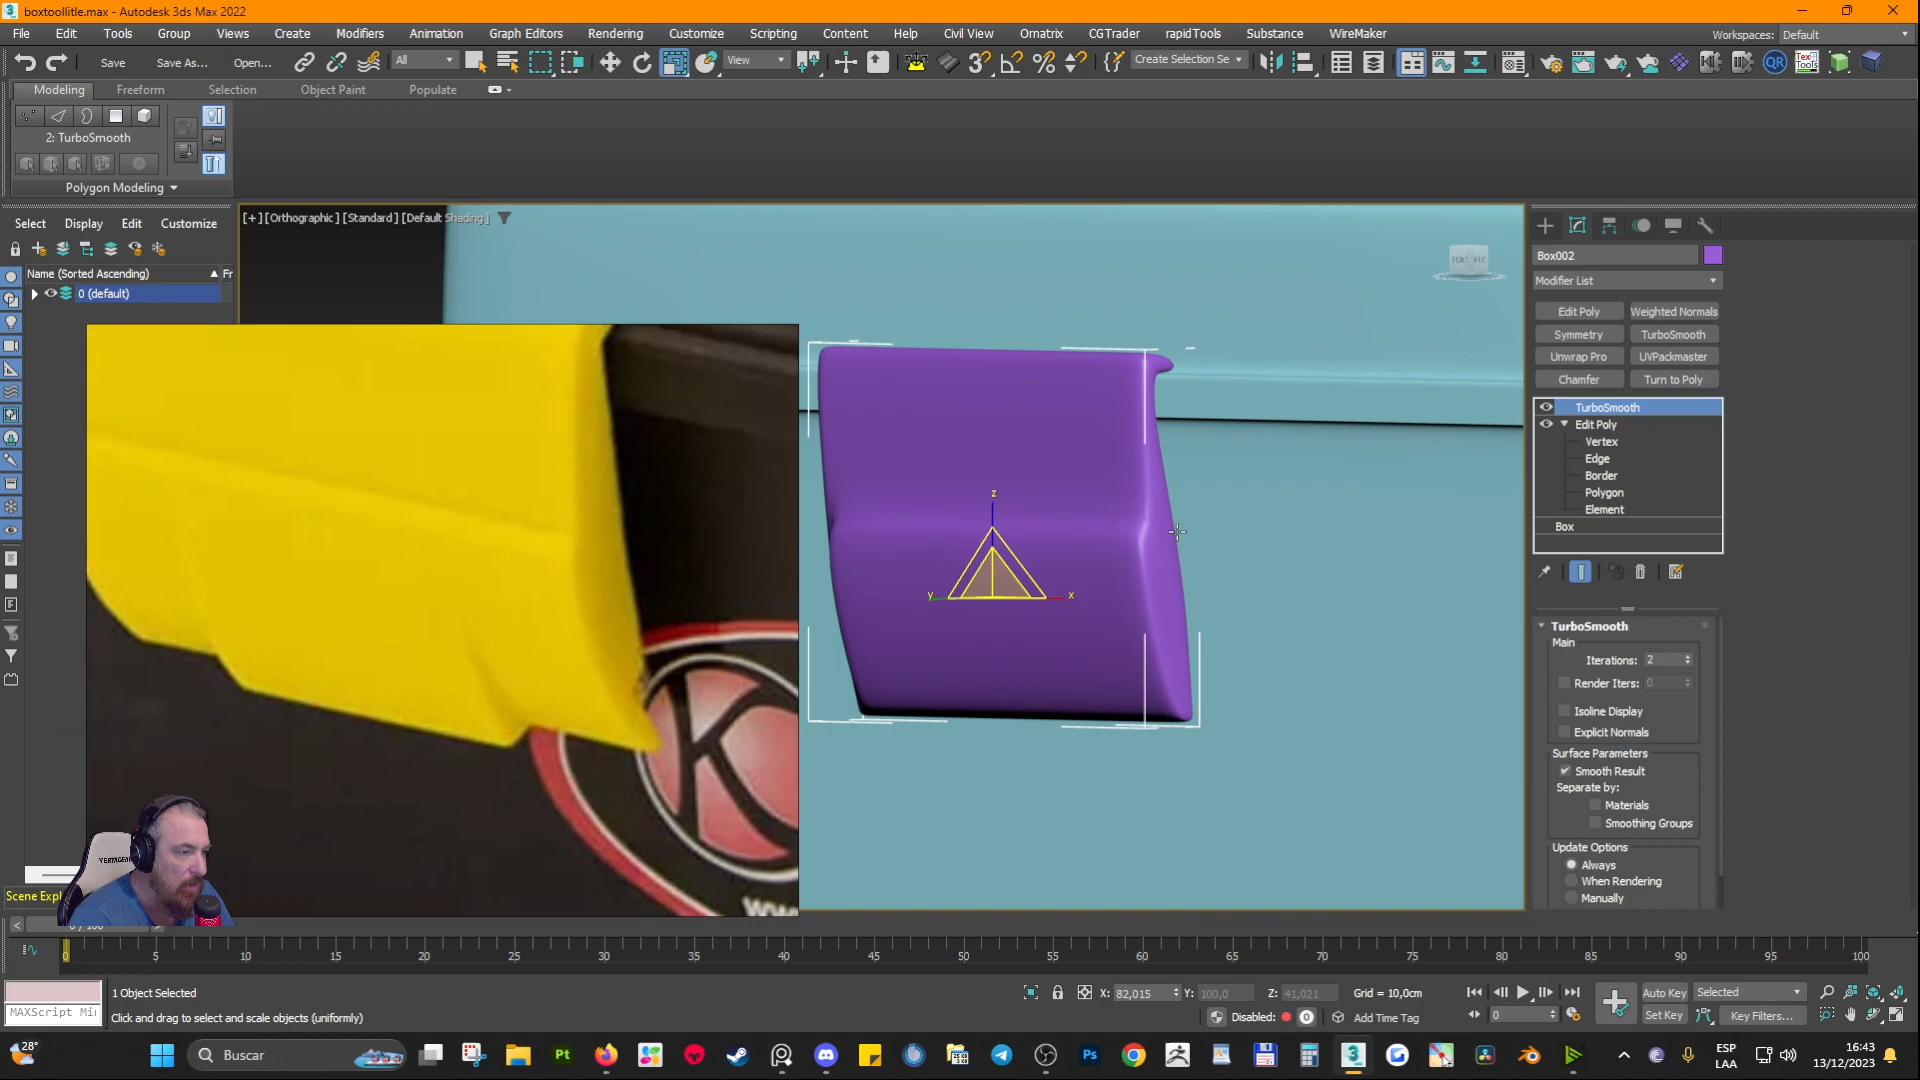 boxtoollitle.max - Autodesk 3ds Max 2022
File Edit Tools Group Views Create Modifiers Animation Graph Editors Rendering Customize Scripting Content Help Civil View Ornatrix CGTrader rapidTools Substance WireMaker
Workspaces: Default
Save Save As... Open... All View Create Selection Se
Modeling Freeform Selection Object Paint Populate
2: TurboSmooth
Polygon Modeling
Select Display Edit Customize
Name (Sorted Ascending) Fr
0 (default)
[+] [Orthographic] [Standard] [Default Shading]
z
y
x
K
ww
VERTAGEAR
Scene Expl
Box002
Modifier List
Edit Poly Weighted Normals
Symmetry TurboSmooth
Unwrap Pro UVPackmaster
Chamfer Turn to Poly
TurboSmooth
Edit Poly
Vertex
Edge
Border
Polygon
Element
Box
TurboSmooth
Main
Iterations: 2
Render Iters: 0
Isoline Display
Explicit Normals
Surface Parameters
Smooth Result
Separate by:
Materials
Smoothing Groups
Update Options
Always
When Rendering
Manually
0 5 10 15 20 25 30 35 40 45 50 55 60 65 70 75 80 85 90 95 100
1 Object Selected
MAXScript Mi
Click and drag to select and scale objects (uniformly)
X: 82,015 Y: 100,0 Z: 41,021 Grid = 10,0cm
Disabled: 0 Add Time Tag
0
Auto Key Selected
Set Key Key Filters...
28°
Buscar
ESP
LAA
16:43
13/12/2023